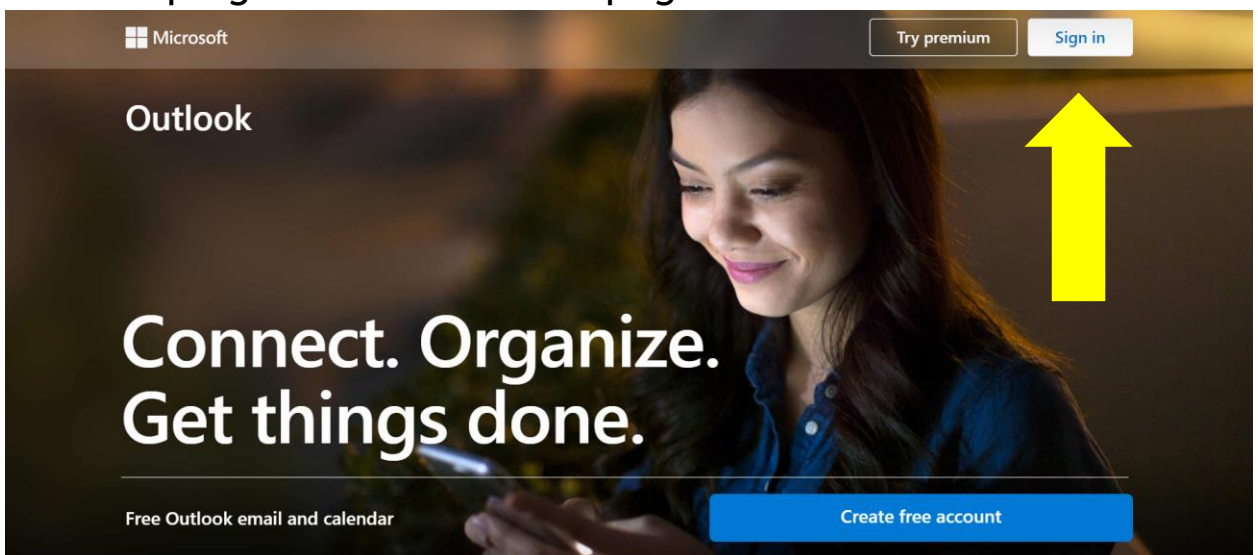 Microsoft
Try premium
Sign in
Outlook
Connect. Organize.
Get things done.
Free Outlook email and calendar
Create free account